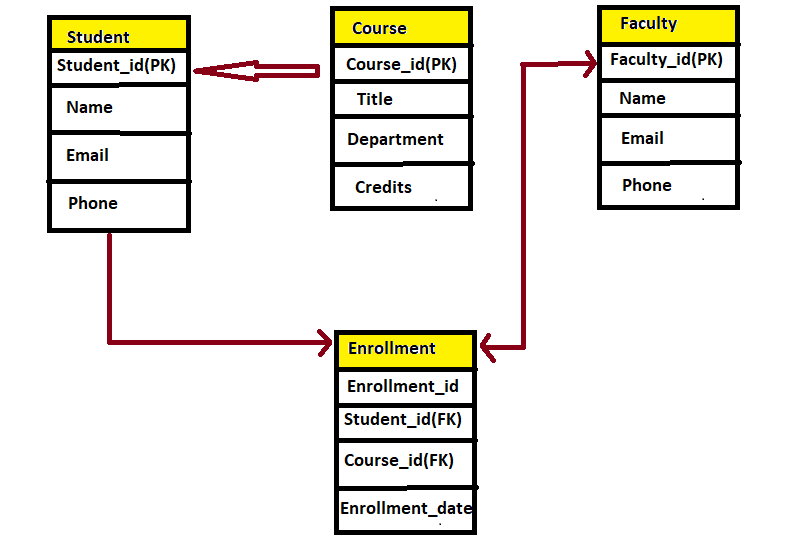 Student
Student_id(PK)
Name
Email
Phone
Course
Course_id(PK)
Title
Department
Credits
Faculty
Faculty_id(PK)
Name
Email
Phone
Enrollment
Enrollment_id
Student_id(FK)
Course_id(FK)
Enrollment_date